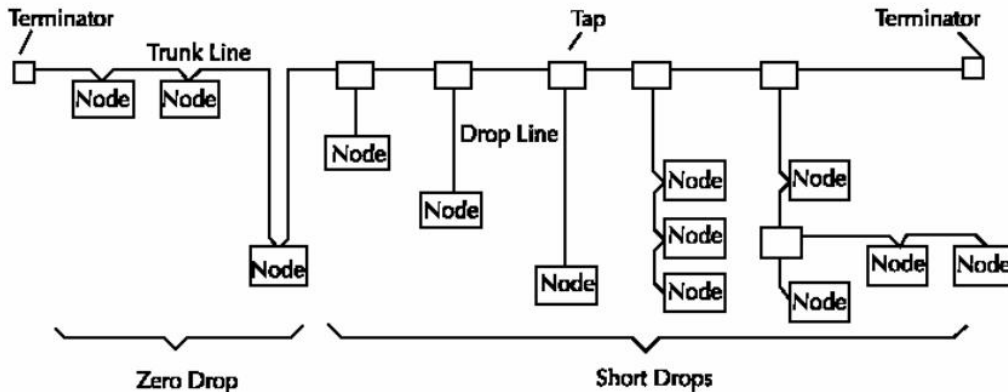 Terminator
Tap
Terminator
Trunk Line
Node
Node
Drop Line
Node
Node
Node
Node
Node
Node
Node
Node
Node
Node
Node
Node
Zero Drop
Short Drops